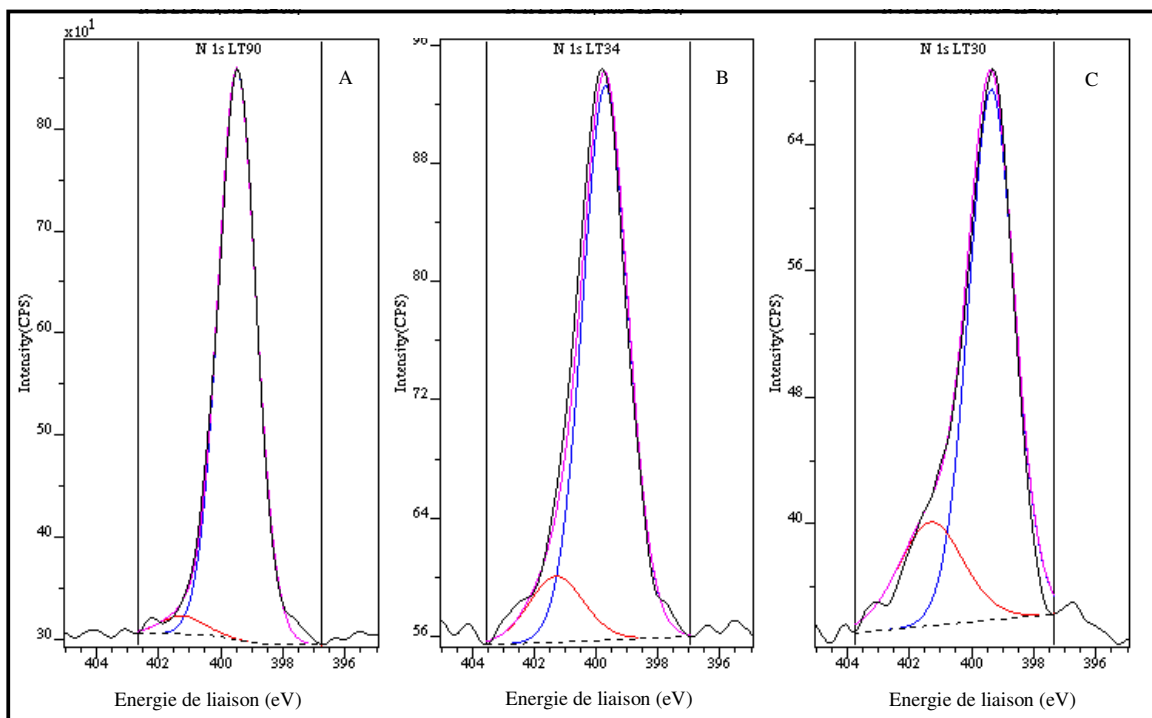 x10¹
N 1s LT90
A
80
70
60
50
40
30
Intensity(CPS)
404 402 400 398 396
Energie de liaison (eV)
96
N 1s LT34
B
88
80
72
64
56
Intensity(CPS)
404 402 400 398 396
Energie de liaison (eV)
N 1s LT30
C
64
56
48
40
Intensity(CPS)
404 402 400 398 396
Energie de liaison (eV)